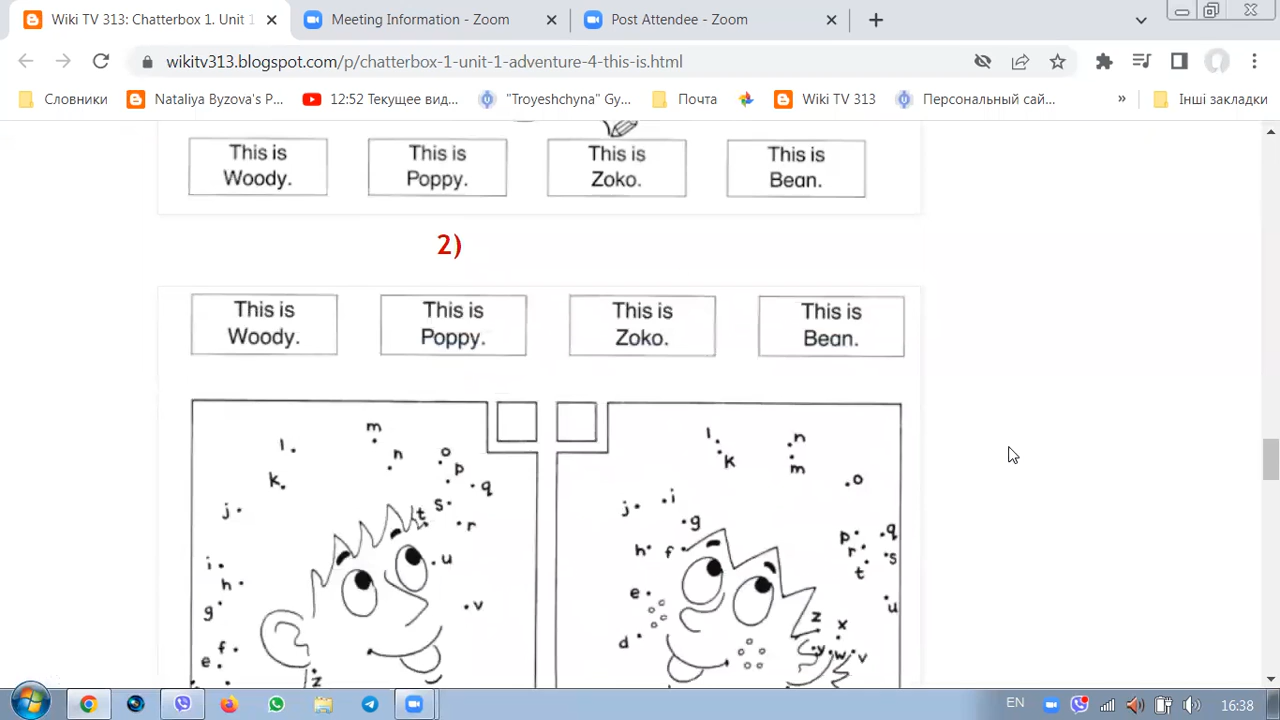 Wiki TV 313: Chatterbox 1. Unit 1
Meeting Information - Zoom
Post Attendee - Zoom
wikitv313.blogspot.com/p/chatterbox-1-unit-1-adventure-4-this-is.html
Словники
Nataliya Byzova's P...
12:52 Текущее вид...
"Troyeshchyna" Gy...
Почта
Wiki TV 313
Персональный сай...
»
Інші закладки
This is
Woody.
This is
Poppy.
This is
Zoko.
This is
Bean.
2)
This is
Woody.
This is
Poppy.
This is
Zoko.
This is
Bean.
m
l
n
o
p
k
q
s
j
t
r
u
i
h
g
v
f
e
z
l
n
k
m
o
j
i
g
q
p
h
f
r
s
t
e
u
z
x
d
y
w
v
EN
16:38